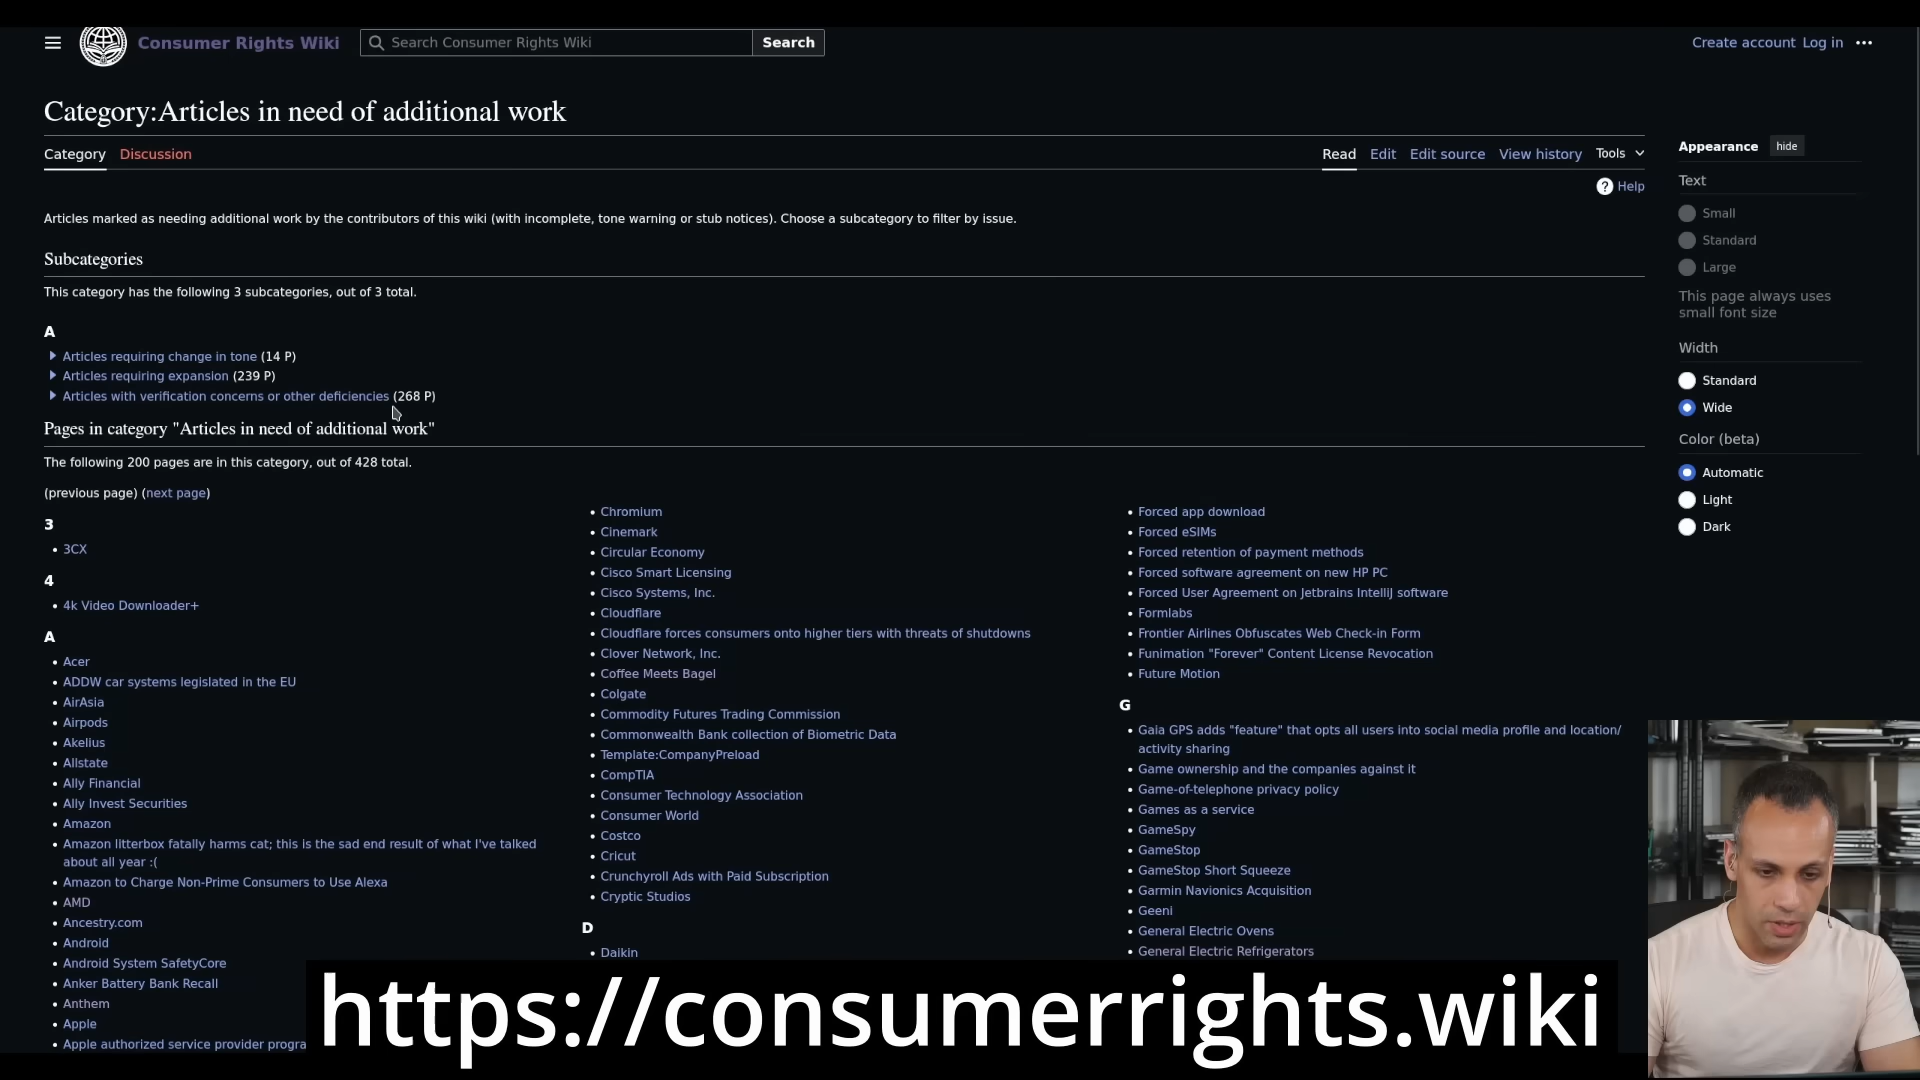 Consumer Rights Wiki
Search Consumer Rights Wiki
Search
Create account Log in
Category:Articles in need of additional work
Category Discussion
Read Edit Edit source View history Tools
? Help
Articles marked as needing additional work by the contributors of this wiki (with incomplete, tone warning or stub notices). Choose a subcategory to filter by issue.
Subcategories
This category has the following 3 subcategories, out of 3 total.
A
Articles requiring change in tone (14 P)
Articles requiring expansion (239 P)
Articles with verification concerns or other deficiencies (268 P)
Pages in category "Articles in need of additional work"
The following 200 pages are in this category, out of 428 total.
(previous page) (next page)
3
• 3CX
4
• 4k Video Downloader+
A
• Acer
• ADDW car systems legislated in the EU
• AirAsia
• Airpods
• Akelius
• Allstate
• Ally Financial
• Ally Invest Securities
• Amazon
• Amazon litterbox fatally harms cat; this is the sad end result of what I've talked
about all year :(
• Amazon to Charge Non-Prime Consumers to Use Alexa
• AMD
• Ancestry.com
• Android
• Android System SafetyCore
• Anker Battery Bank Recall
• Anthem
• Apple
• Apple authorized service provider progra
• Chromium
• Cinemark
• Circular Economy
• Cisco Smart Licensing
• Cisco Systems, Inc.
• Cloudflare
• Cloudflare forces consumers onto higher tiers with threats of shutdowns
• Clover Network, Inc.
• Coffee Meets Bagel
• Colgate
• Commodity Futures Trading Commission
• Commonwealth Bank collection of Biometric Data
• Template:CompanyPreload
• CompTIA
• Consumer Technology Association
• Consumer World
• Costco
• Cricut
• Crunchyroll Ads with Paid Subscription
• Cryptic Studios
D
• Daikin
• Forced app download
• Forced eSIMs
• Forced retention of payment methods
• Forced software agreement on new HP PC
• Forced User Agreement on Jetbrains IntelliJ software
• Formlabs
• Frontier Airlines Obfuscates Web Check-in Form
• Funimation "Forever" Content License Revocation
• Future Motion
G
• Gaia GPS adds "feature" that opts all users into social media profile and location/
activity sharing
• Game ownership and the companies against it
• Game-of-telephone privacy policy
• Games as a service
• GameSpy
• GameStop
• GameStop Short Squeeze
• Garmin Navionics Acquisition
• Geeni
• General Electric Ovens
• General Electric Refrigerators
Appearance hide
Text
Small
Standard
Large
This page always uses
small font size
Width
Standard
Wide
Color (beta)
Automatic
Light
Dark
https://consumerrights.wiki